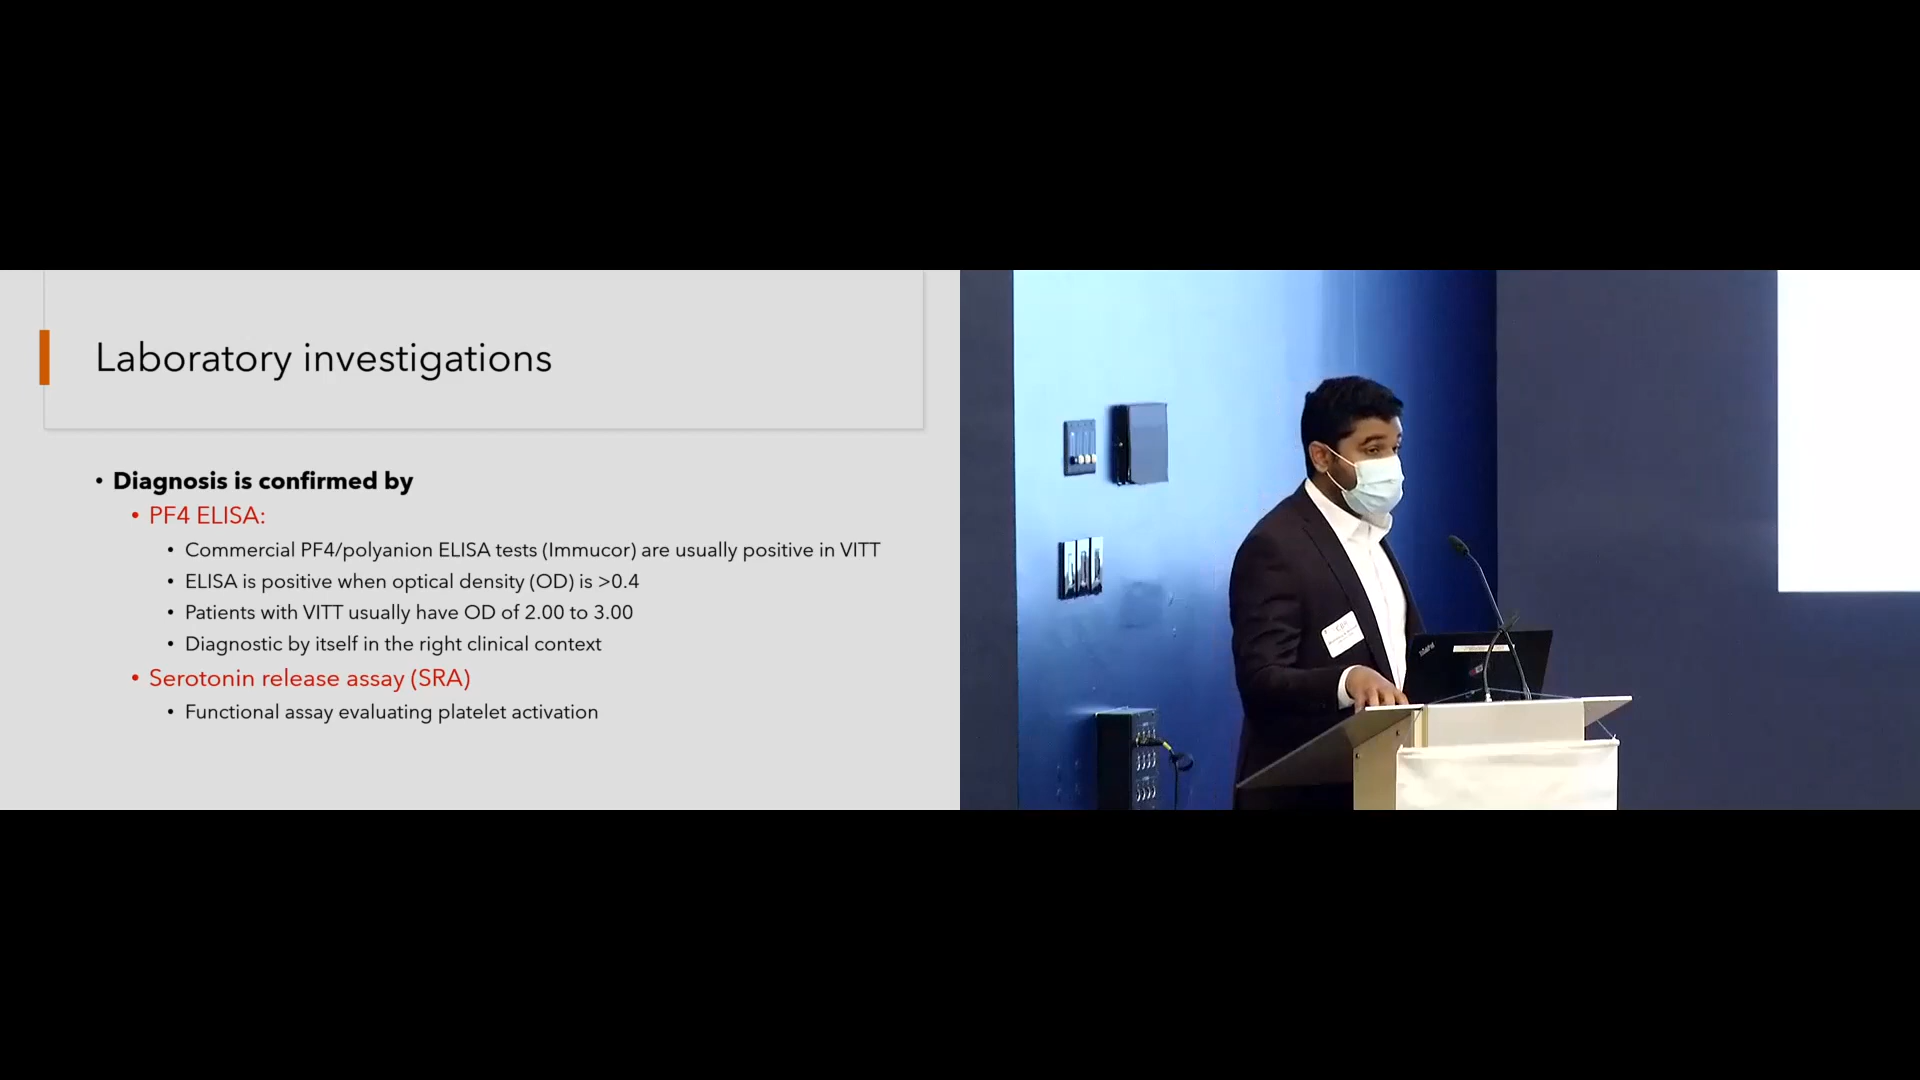 Laboratory investigations
• Diagnosis is confirmed by
• PF4 ELISA:
• Commercial PF4/polyanion ELISA tests (Immucor) are usually positive in VITT
• ELISA is positive when optical density (OD) is >0.4
• Patients with VITT usually have OD of 2.00 to 3.00
• Diagnostic by itself in the right clinical context
• Serotonin release assay (SRA)
• Functional assay evaluating platelet activation